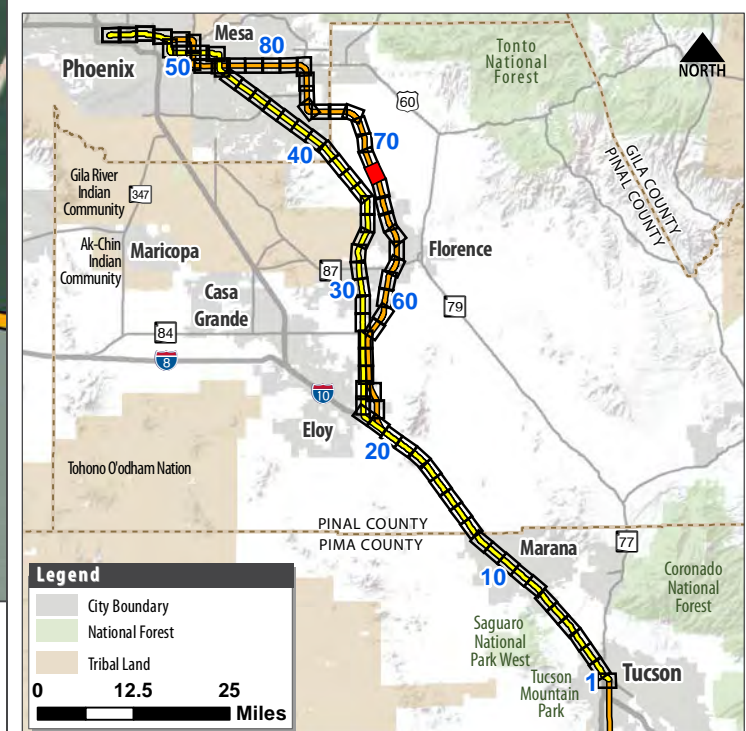 Mesa
80
Phoenix
50
Tonto
National
Forest
NORTH
60
70
40
GILA COUNTY
PINAL COUNTY
Gila River
Indian
Community
347
Ak-Chin
Indian
Community
Maricopa
87
30
Florence
Casa
Grande
60
79
84
8
10
Eloy
20
Tohono O'odham Nation
PINAL COUNTY
PIMA COUNTY
Marana
77
10
Coronado
National
Forest
Saguaro
National
Park West
Tucson
Mountain
Park
1
Tucson
Legend
City Boundary
National Forest
Tribal Land
0 12.5 25
Miles